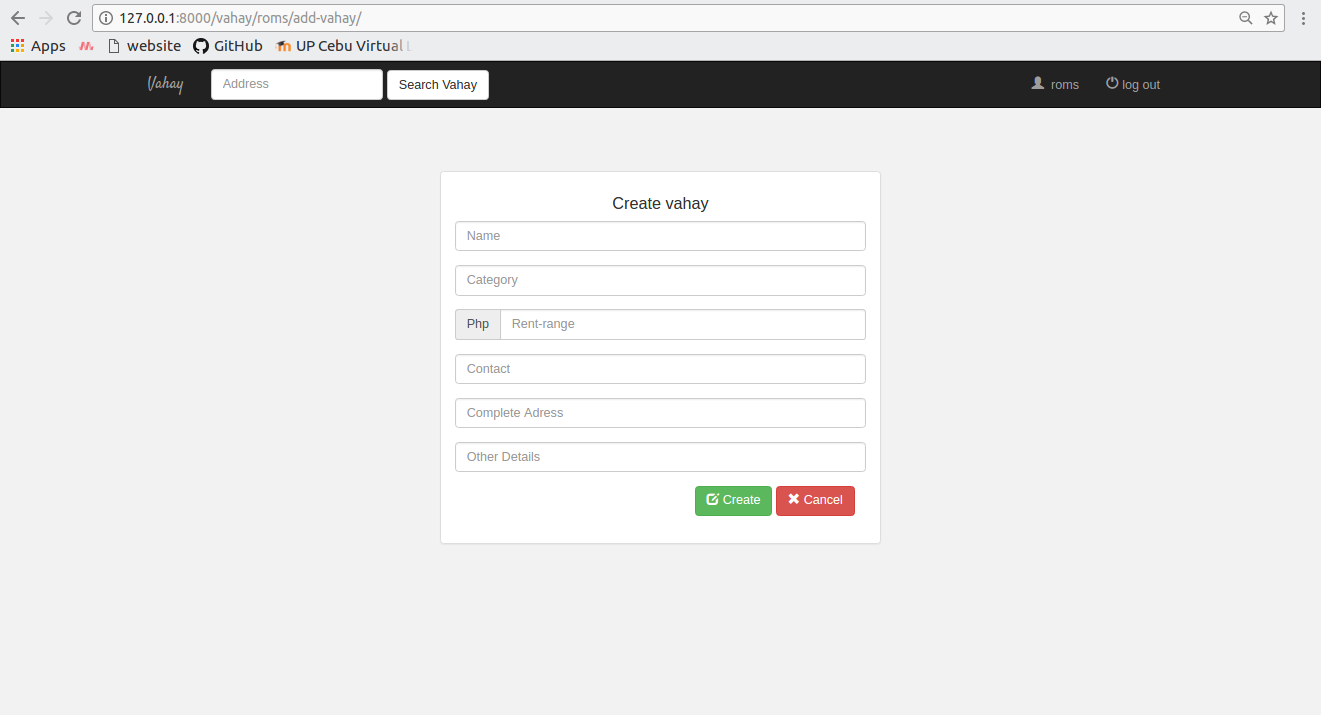 127.0.0.1:8000/vahay/roms/add-vahay/
Apps website GitHub UP Cebu Virtual L
Vahay Address Search Vahay roms log out
Create vahay
Name
Category
Php Rent-range
Contact
Complete Adress
Other Details
Create Cancel